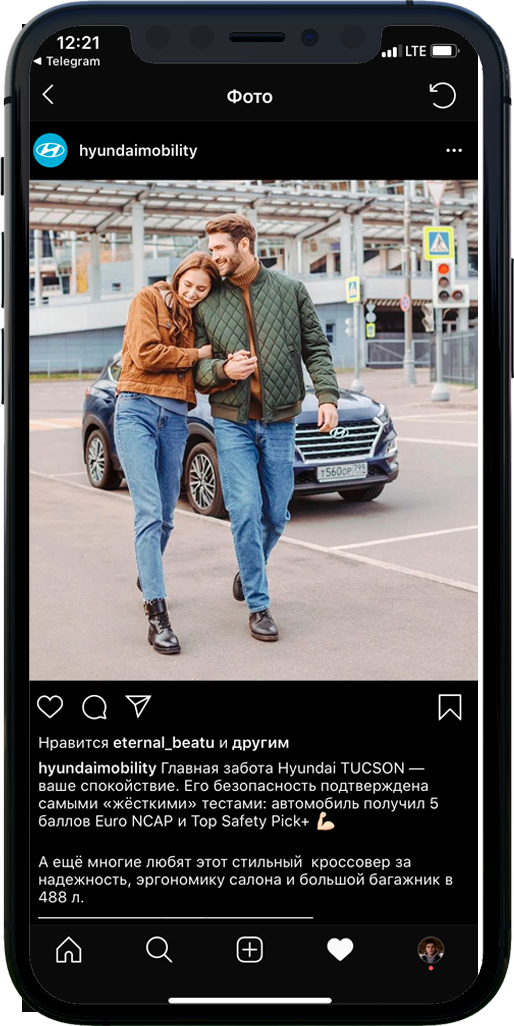 12:21
LTE
Telegram
Фото
hyundaimobility
Т560ОР 799
Нравится eternal_beatu и другим
hyundaimobility Главная забота Hyundai TUCSON —
ваше спокойствие. Его безопасность подтверждена
самыми «жёсткими» тестами: автомобиль получил 5
баллов Euro NCAP и Top Safety Pick+ 💪🏻
А ещё многие любят этот стильный кроссовер за
надежность, эргономику салона и большой багажник в
488 л.